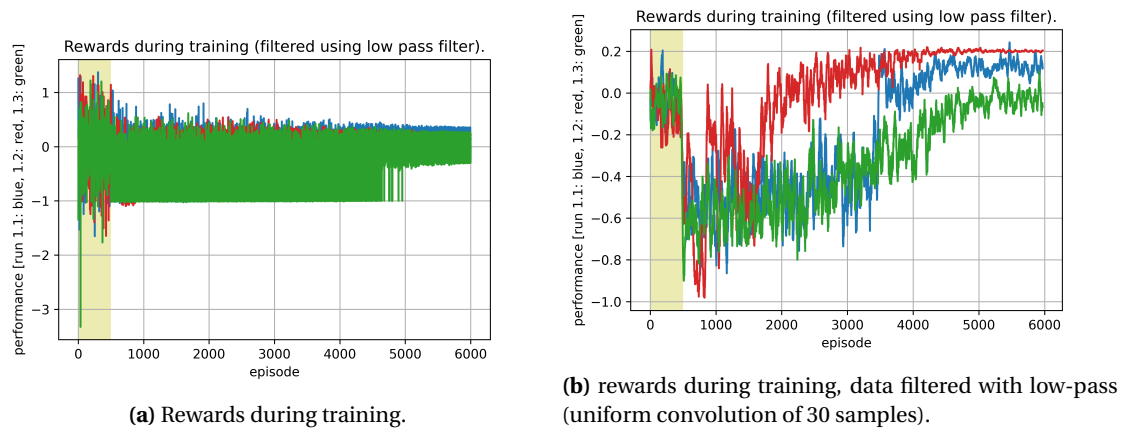 Rewards during training (filtered using low pass filter).
performance [run 1.1: blue, 1.2: red, 1.3: green]
1
0
−1
−2
−3
0 1000 2000 3000 4000 5000 6000
episode
(a) Rewards during training.
Rewards during training (filtered using low pass filter).
performance [run 1.1: blue, 1.2: red, 1.3: green]
0.2
0.0
−0.2
−0.4
−0.6
−0.8
−1.0
0 1000 2000 3000 4000 5000 6000
episode
(b) rewards during training, data filtered with low-pass
(uniform convolution of 30 samples).